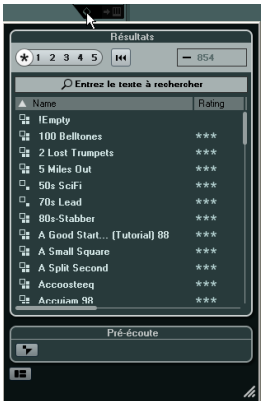 Résultats
* 1 2 3 4 5 854
Entrez le texte à rechercher
Name Rating
!Empty
100 Belltones ***
2 Lost Trumpets ***
5 Miles Out ***
50s SciFi ***
70s Lead ***
80s-Stabber ***
A Good Start... (Tutorial) 88 ***
A Small Square ***
A Split Second ***
Accoosteeq ***
Accuiam 98 ***
Pré-écoute